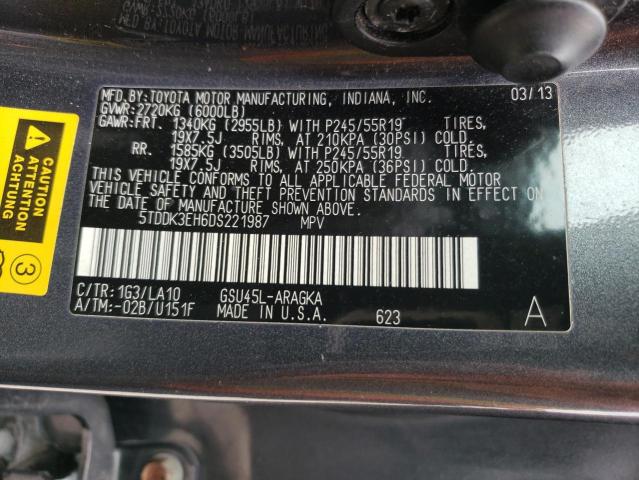 MFD.BY:TOYOTA MOTOR MANUFACTURING, INDIANA, INC. 03/13
GVWR:2720KG (6000LB)
GAWR:FRT. 1340KG (2955LB) WITH P245/55R19 TIRES,
19X7.5J RIMS, AT 210KPA (30PSI) COLD.
RR. 1585KG (3505LB) WITH P245/55R19 TIRES,
19X7.5J RIMS, AT 250KPA (36PSI) COLD.
THIS VEHICLE CONFORMS TO ALL APPLICABLE FEDERAL MOTOR
VEHICLE SAFETY AND THEFT PREVENTION STANDARDS IN EFFECT ON
THE DATE OF MANUFACTURE SHOWN ABOVE.
5TDDK3EH6DS221987 MPV
C/TR:1G3/LA10 GSU45L-ARAGKA
A/TM:-02B/U151F MADE IN U.S.A. 623 A
CAUTION
ATTENTION
3